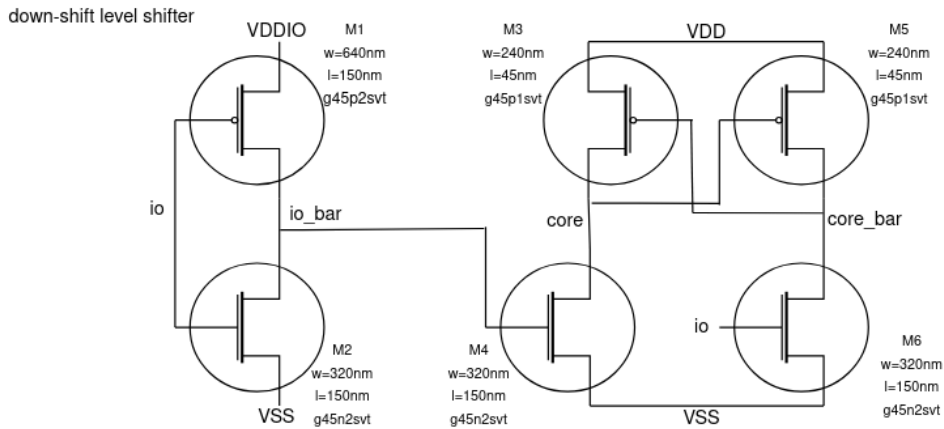 down-shift level shifter
VDDIO
M1
w=640nm
l=150nm
g45p2svt
M3
w=240nm
l=45nm
g45p1svt
VDD
M5
w=240nm
l=45nm
g45p1svt
io
io_bar
core
core_bar
io
M2
w=320nm
l=150nm
g45n2svt
M4
w=320nm
l=150nm
g45n2svt
M6
w=320nm
l=150nm
g45n2svt
VSS
VSS